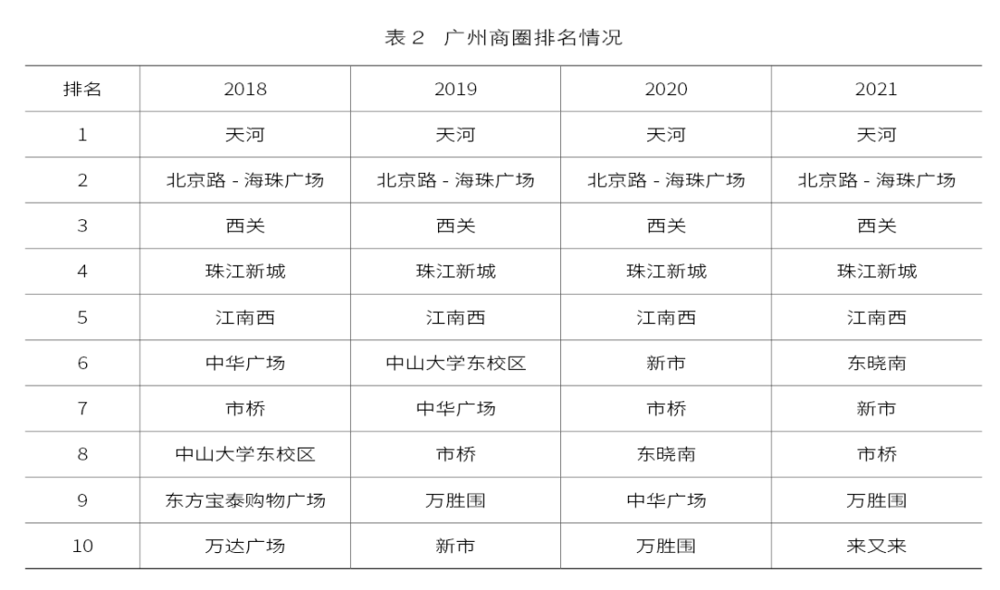 表 2 广州商圈排名情况
排名 2018 2019 2020 2021
1 天河 天河 天河 天河
2 北京路 - 海珠广场 北京路 - 海珠广场 北京路 - 海珠广场 北京路 - 海珠广场
3 西关 西关 西关 西关
4 珠江新城 珠江新城 珠江新城 珠江新城
5 江南西 江南西 江南西 江南西
6 中华广场 中山大学东校区 新市 东晓南
7 市桥 中华广场 市桥 新市
8 中山大学东校区 市桥 东晓南 市桥
9 东方宝泰购物广场 万胜围 中华广场 万胜围
10 万达广场 新市 万胜围 来又来